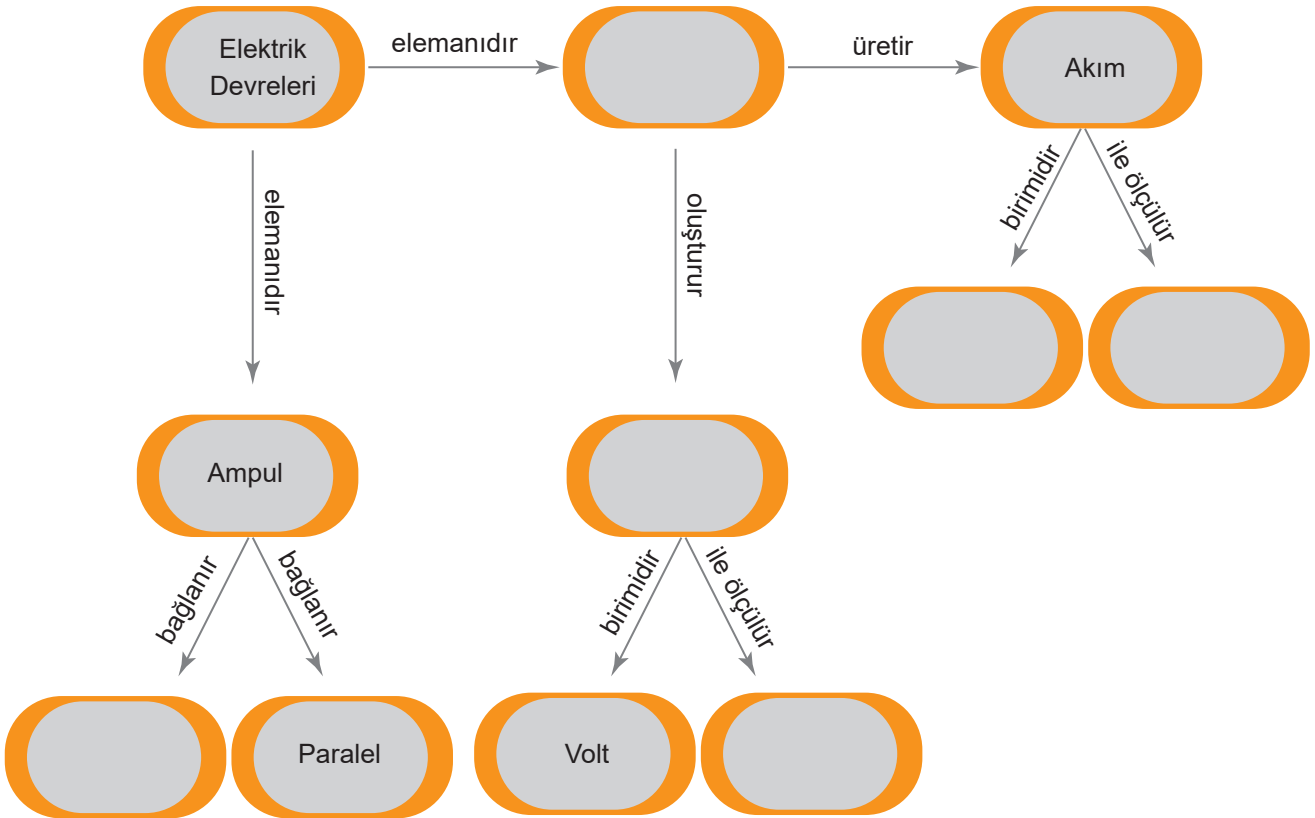 Elektrik
Devreleri
elemanıdır
üretir
Akım
elemanıdır
oluşturur
birimidir
ile ölçülür
Ampul
bağlanır
bağlanır
birimidir
ile ölçülür
Paralel
Volt